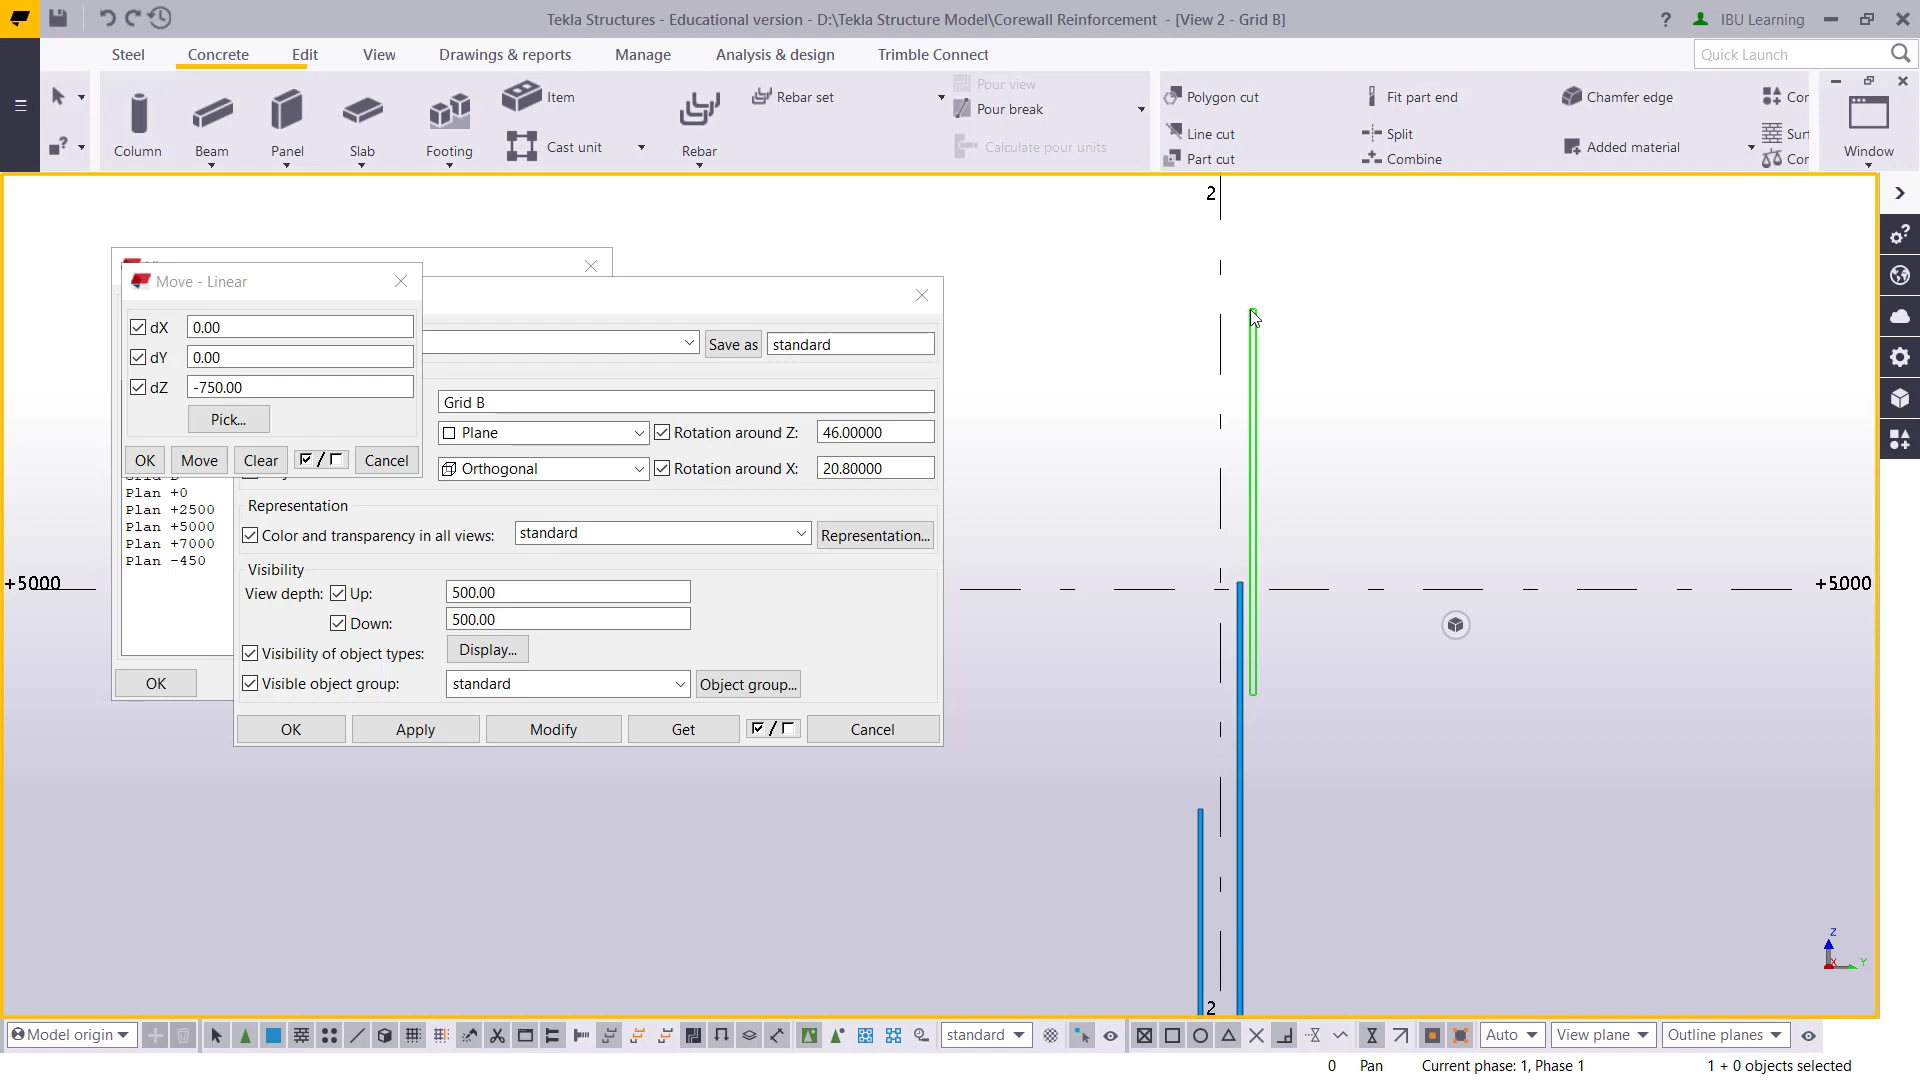 Tekla Structures - Educational version - D:\Tekla Structure Model\Corewall Reinforcement - [View 2 - Grid B]
? IBU Learning
Steel Concrete Edit View Drawings & reports Manage Analysis & design Trimble Connect
Quick Launch
Column
Beam
Panel
Slab
Footing
Item
Cast unit
Rebar
Rebar set
Pour view
Pour break
Calculate pour units
Polygon cut
Line cut
Part cut
Fit part end
Split
Combine
Chamfer edge
Added material
Cor
Surf
Cor
Window
2
Move - Linear
dX 0.00
dY 0.00
dZ -750.00
Pick...
OK Move Clear / Cancel
Save as standard
Grid B
Plane Rotation around Z: 46.00000
Orthogonal Rotation around X: 20.80000
Plan +0
Plan +2500
Plan +5000
Plan +7000
Plan -450
OK
Representation
Color and transparency in all views: standard Representation...
Visibility
View depth: Up: 500.00
Down: 500.00
Visibility of object types: Display...
Visible object group: standard Object group...
OK Apply Modify Get / Cancel
+5000 +5000
2
Z
X Y
Model origin standard Auto View plane Outline planes
0 Pan Current phase: 1, Phase 1 1 + 0 objects selected